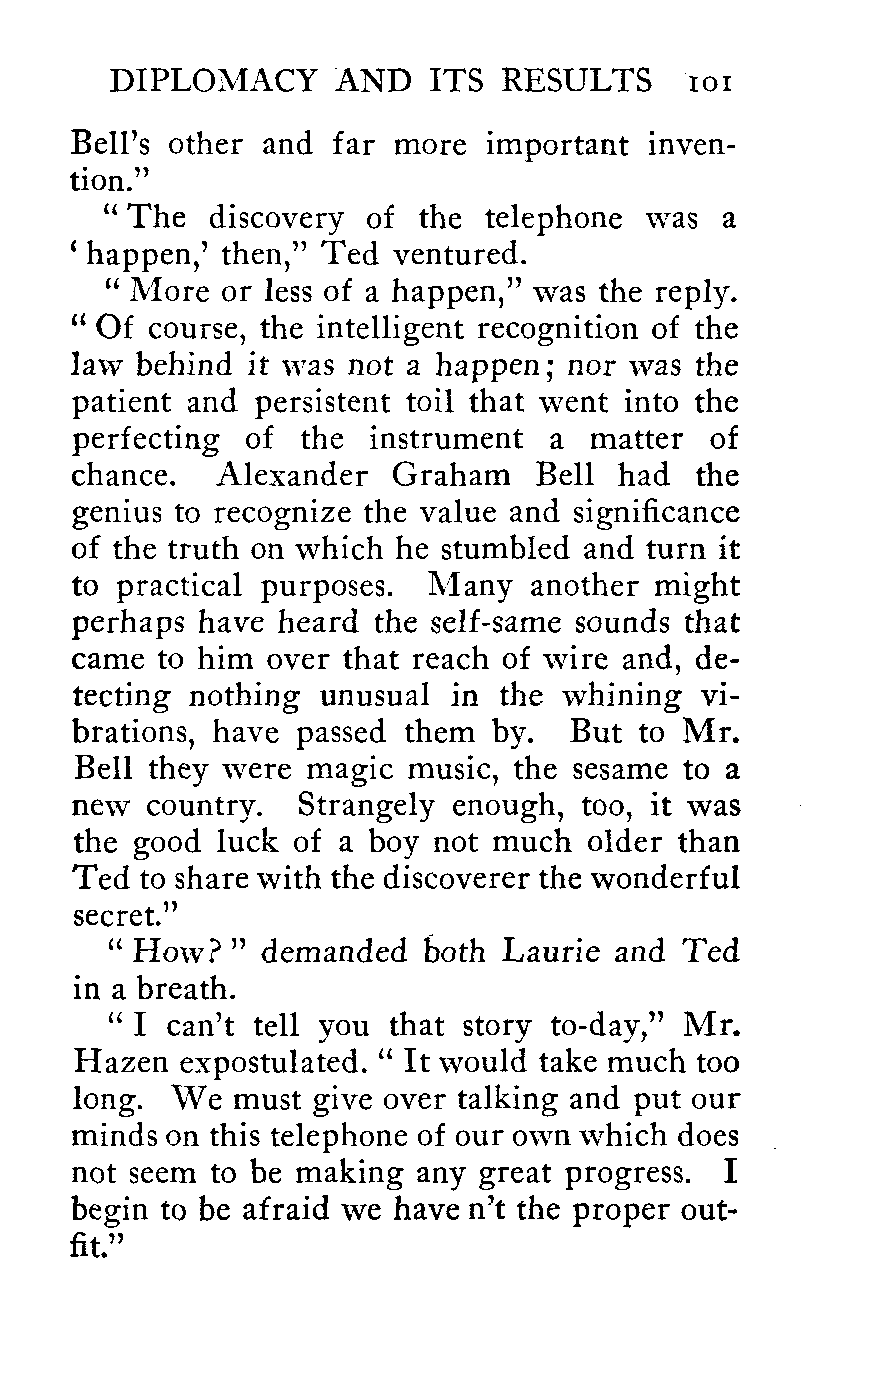 DIPLOMACY AND ITS RESULTS 101
Bell's other and far more important inven-
tion."
"The discovery of the telephone was a
'happen,' then," Ted ventured.
"More or less of a happen," was the reply.
"Of course, the intelligent recognition of the
law behind it was not a happen; nor was the
patient and persistent toil that went into the
perfecting of the instrument a matter of
chance. Alexander Graham Bell had the
genius to recognize the value and significance
of the truth on which he stumbled and turn it
to practical purposes. Many another might
perhaps have heard the self-same sounds that
came to him over that reach of wire and, de-
tecting nothing unusual in the whining vi-
brations, have passed them by. But to Mr.
Bell they were magic music, the sesame to a
new country. Strangely enough, too, it was
the good luck of a boy not much older than
Ted to share with the discoverer the wonderful
secret."
"How?" demanded both Laurie and Ted
in a breath.
"I can't tell you that story to-day," Mr.
Hazen expostulated. "It would take much too
long. We must give over talking and put our
minds on this telephone of our own which does
not seem to be making any great progress. I
begin to be afraid we have n't the proper out-
fit."